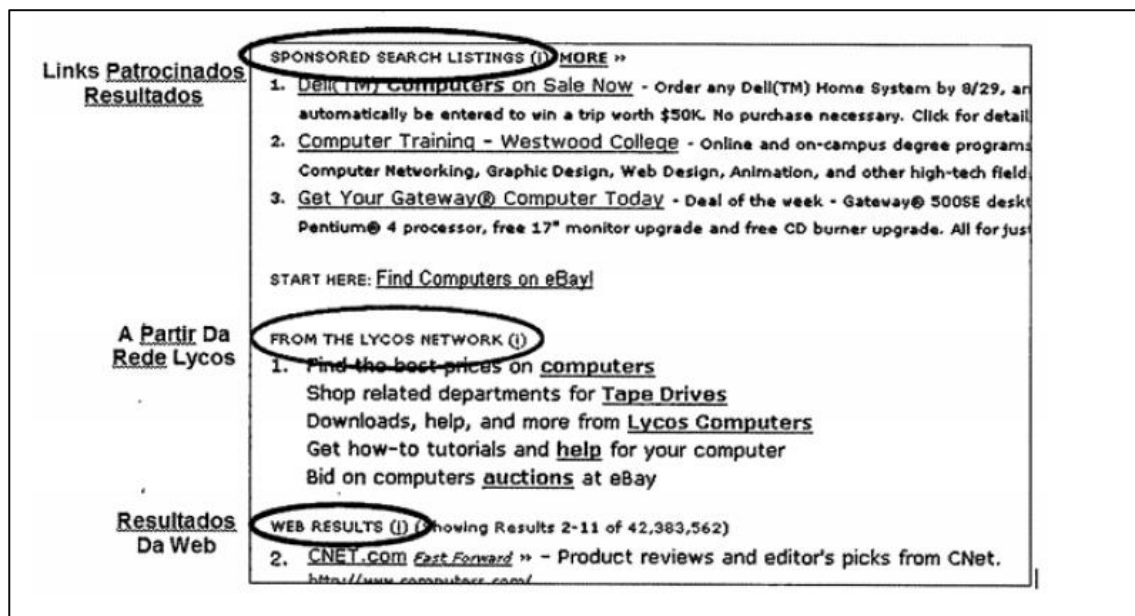 Links Patrocinados
Resultados
SPONSORED SEARCH LISTINGS (i) MORE »
1. Dell(TM) Computers on Sale Now - Order any Dell(TM) Home System by 8/29, an
automatically be entered to win a trip worth $50K. No purchase necessary. Click for detail
2. Computer Training - Westwood College - Online and on-campus degree programs
Computer Networking, Graphic Design, Web Design, Animation, and other high-tech field
3. Get Your Gateway® Computer Today - Deal of the week - Gateway® 500SE deskt
Pentium® 4 processor, free 17" monitor upgrade and free CD burner upgrade. All for just
START HERE: Find Computers on eBay!
A Partir Da
Rede Lycos
FROM THE LYCOS NETWORK (i)
1. Find the best prices on computers
Shop related departments for Tape Drives
Downloads, help, and more from Lycos Computers
Get how-to tutorials and help for your computer
Bid on computers auctions at eBay
Resultados
Da Web
WEB RESULTS (i) (Showing Results 2-11 of 42,383,562)
2. CNET.com Fast Forward » - Product reviews and editor's picks from CNet.
http://www.computers.com/